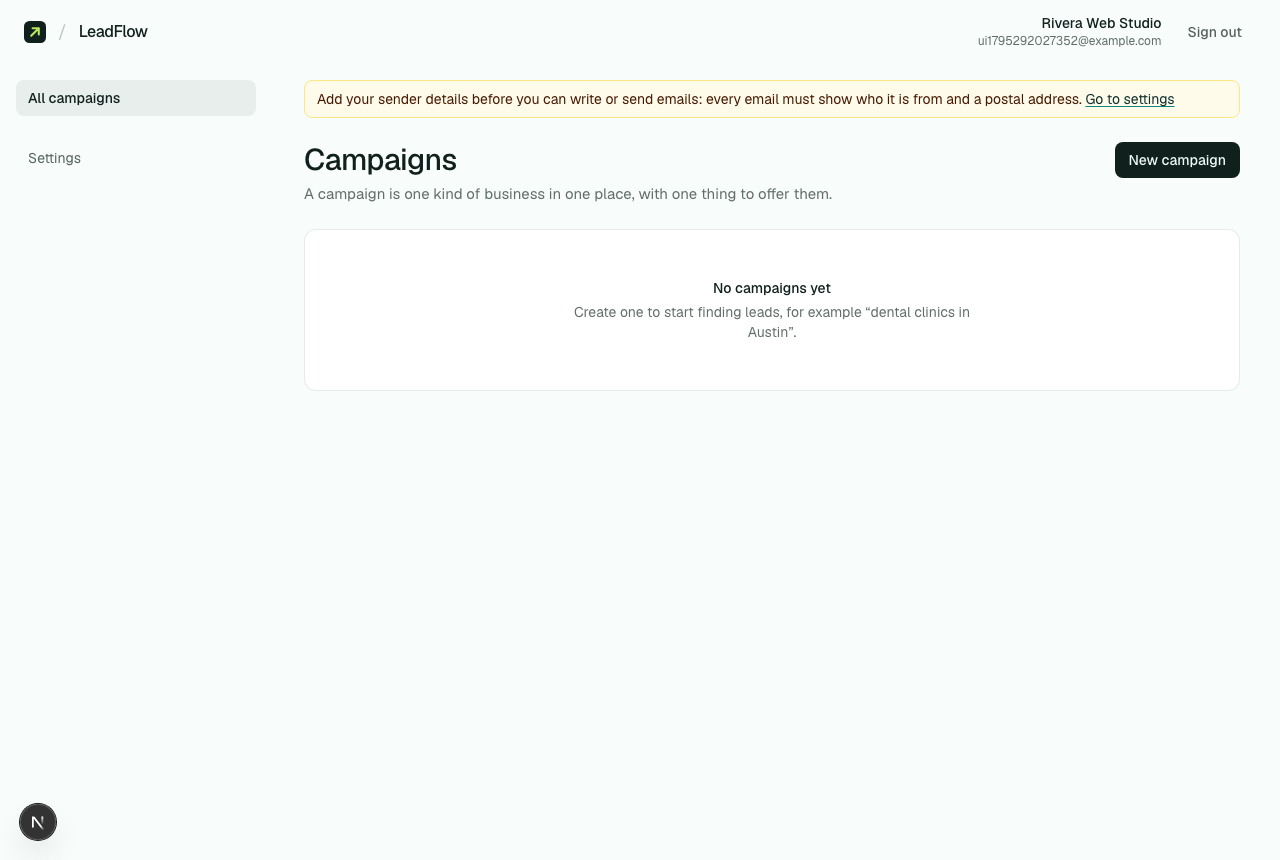 / LeadFlow
Rivera Web Studio
ui1795292027352@example.com
Sign out
All campaigns
Settings
Add your sender details before you can write or send emails: every email must show who it is from and a postal address. Go to settings
Campaigns
New campaign
A campaign is one kind of business in one place, with one thing to offer them.
No campaigns yet
Create one to start finding leads, for example “dental clinics in
Austin”.
N